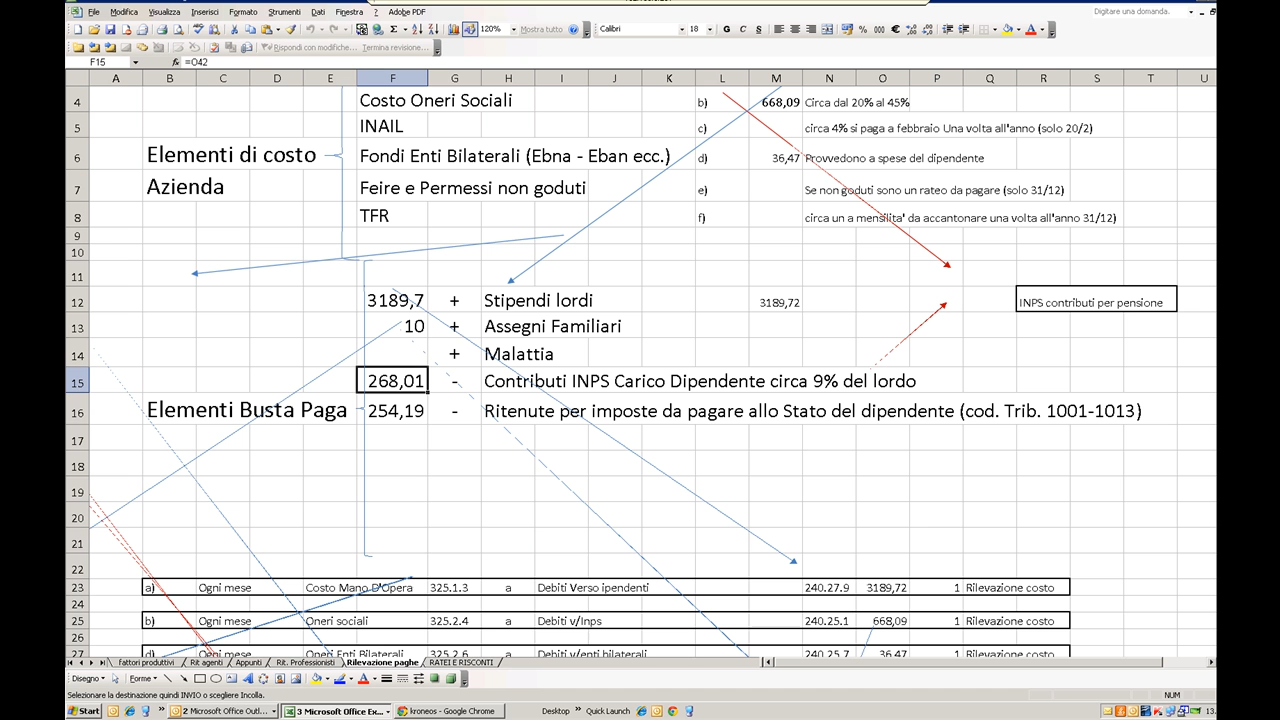 File Modifica Visualizza Inserisci Formato Strumenti Dati Finestra ? Adobe PDF Digitare una domanda.
120% Mostra tutto Calibri 18 G C S % 000 €
Rispondi con modifiche... Termina revisione...
F15 fx =O42
A B C D E F G H I J K L M N O P Q R S T U
4 Costo Oneri Sociali b) 668,09 Circa dal 20% al 45%
5 INAIL c) circa 4% si paga a febbraio Una volta all'anno (solo 20/2)
6 Elementi di costo Fondi Enti Bilaterali (Ebna - Eban ecc.) d) 36,47 Provvedono a spese del dipendente
7 Azienda Feire e Permessi non goduti e) Se non goduti sono un rateo da pagare (solo 31/12)
8 TFR f) circa un a mensilita' da accantonare una volta all'anno 31/12)
9
10
11
12 3189,7 + Stipendi lordi 3189,72 INPS contributi per pensione
13 10 + Assegni Familiari
14 + Malattia
15 268,01 - Contributi INPS Carico Dipendente circa 9% del lordo
16 Elementi Busta Paga 254,19 - Ritenute per imposte da pagare allo Stato del dipendente (cod. Trib. 1001-1013)
17
18
19
20
21
22
23 a) Ogni mese Costo Mano D'Opera 325.1.3 a Debiti Verso ipendenti 240.27.9 3189,72 1 Rilevazione costo
24
25 b) Ogni mese Oneri sociali 325.2.4 a Debiti v/Inps 240.25.1 668,09 1 Rilevazione costo
26
27 d) Ogni mese Oneri Enti Bilaterali 325.2.6 a Debiti v/enti bilaterali 240.25.7 36,47 1 Rilevazione costo
fattori produttivi Rit agenti Appunti Rit. Professionisti Rilevazione paghe RATEI E RISCONTI
Disegno Forme
Selezionare la destinazione quindi INVIO o scegliere Incolla. NUM
Start 2 Microsoft Office Outl... 3 Microsoft Office Ex... kroneos - Google Chrome Desktop Quick Launch 13.